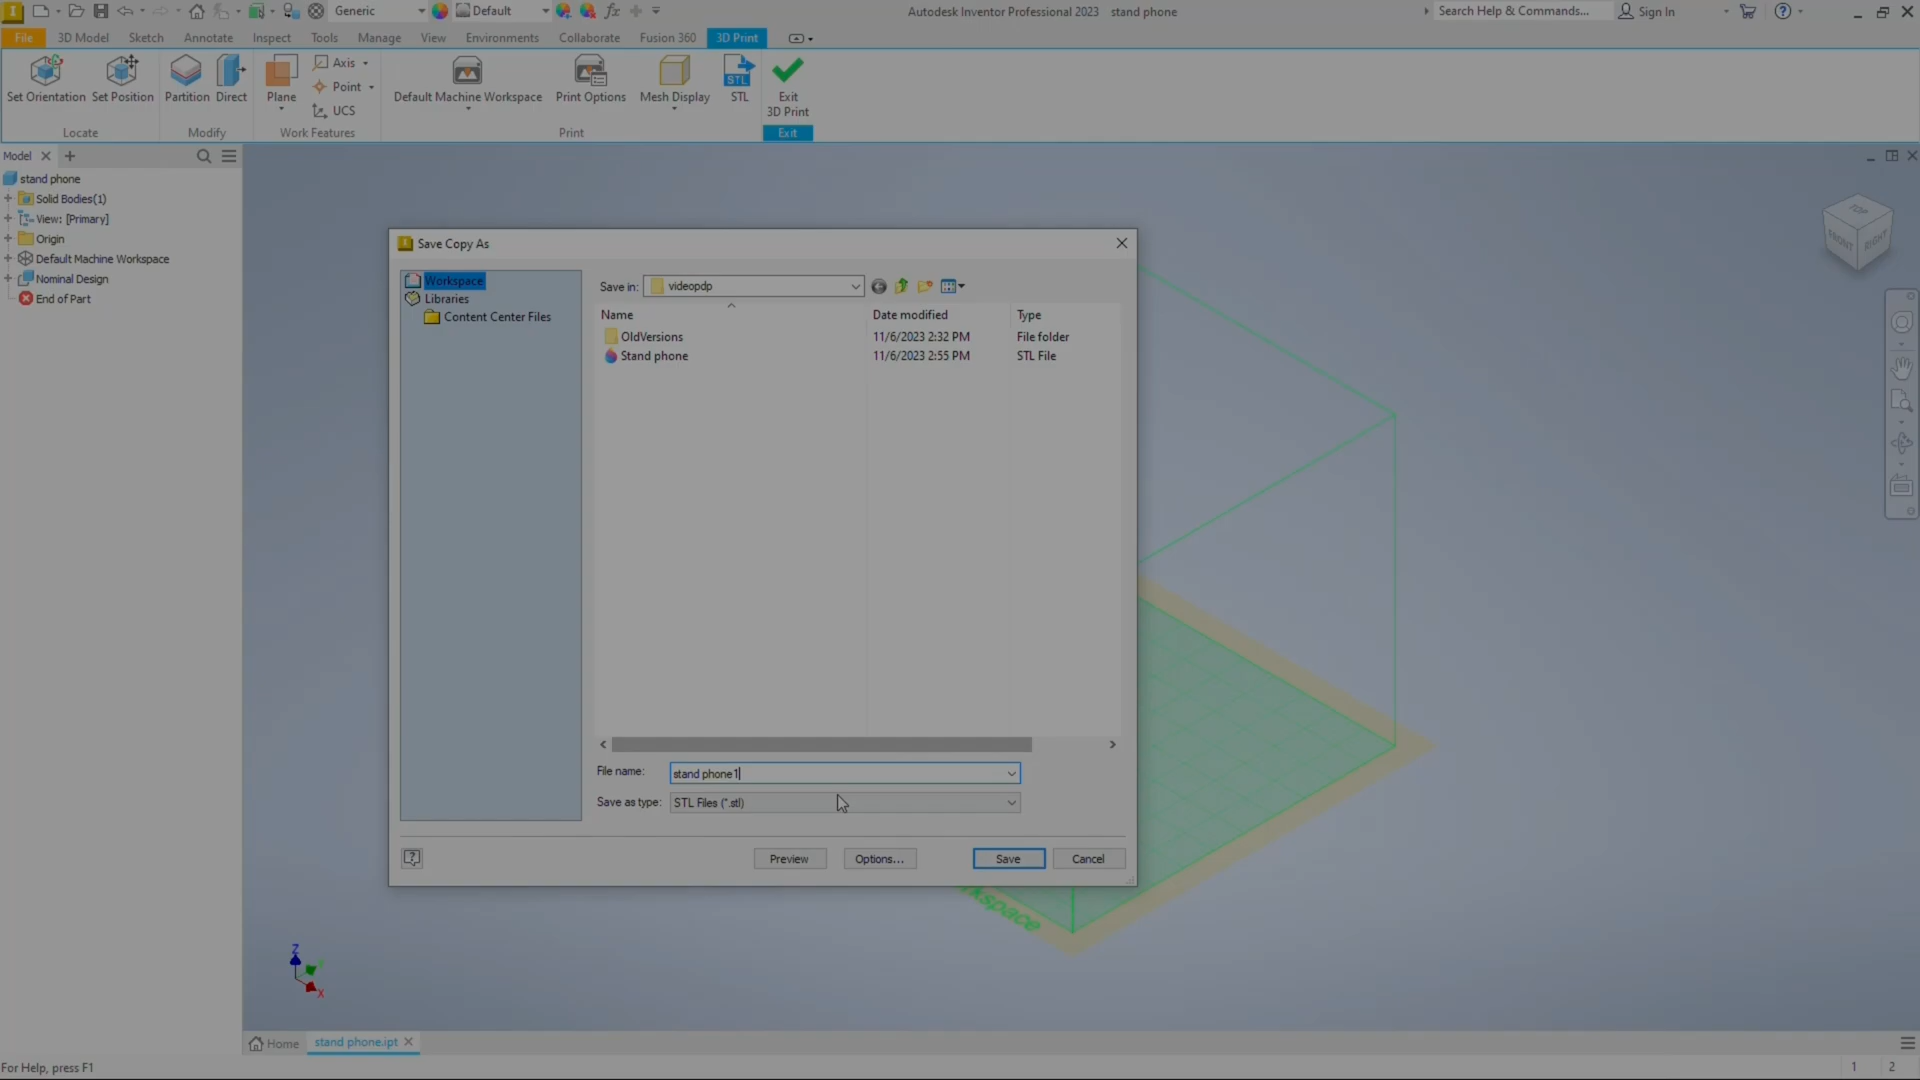 Generic
Default
Autodesk Inventor Professional 2023 stand phone
Search Help & Commands...
Sign In
File
3D Model
Sketch
Annotate
Inspect
Tools
Manage
View
Environments
Collaborate
Fusion 360
3D Print
Set Orientation
Set Position
Partition
Direct
Plane
Axis
Point
UCS
Default Machine Workspace
Print Options
Mesh Display
STL
STL
Exit
3D Print
Locate
Modify
Work Features
Print
Exit
Model
stand phone
Solid Bodies(1)
View: [Primary]
Origin
Default Machine Workspace
Nominal Design
End of Part
TOP
FRONT
RIGHT
Save Copy As
Workspace
Libraries
Content Center Files
Save in:
videopdp
Name
Date modified
Type
OldVersions
11/6/2023 2:32 PM
File folder
Stand phone
11/6/2023 2:55 PM
STL File
File name:
stand phone1
Save as type:
STL Files (*.stl)
Preview
Options...
Save
Cancel
kspace
Z
X
Home
stand phone.ipt
For Help, press F1
1
2